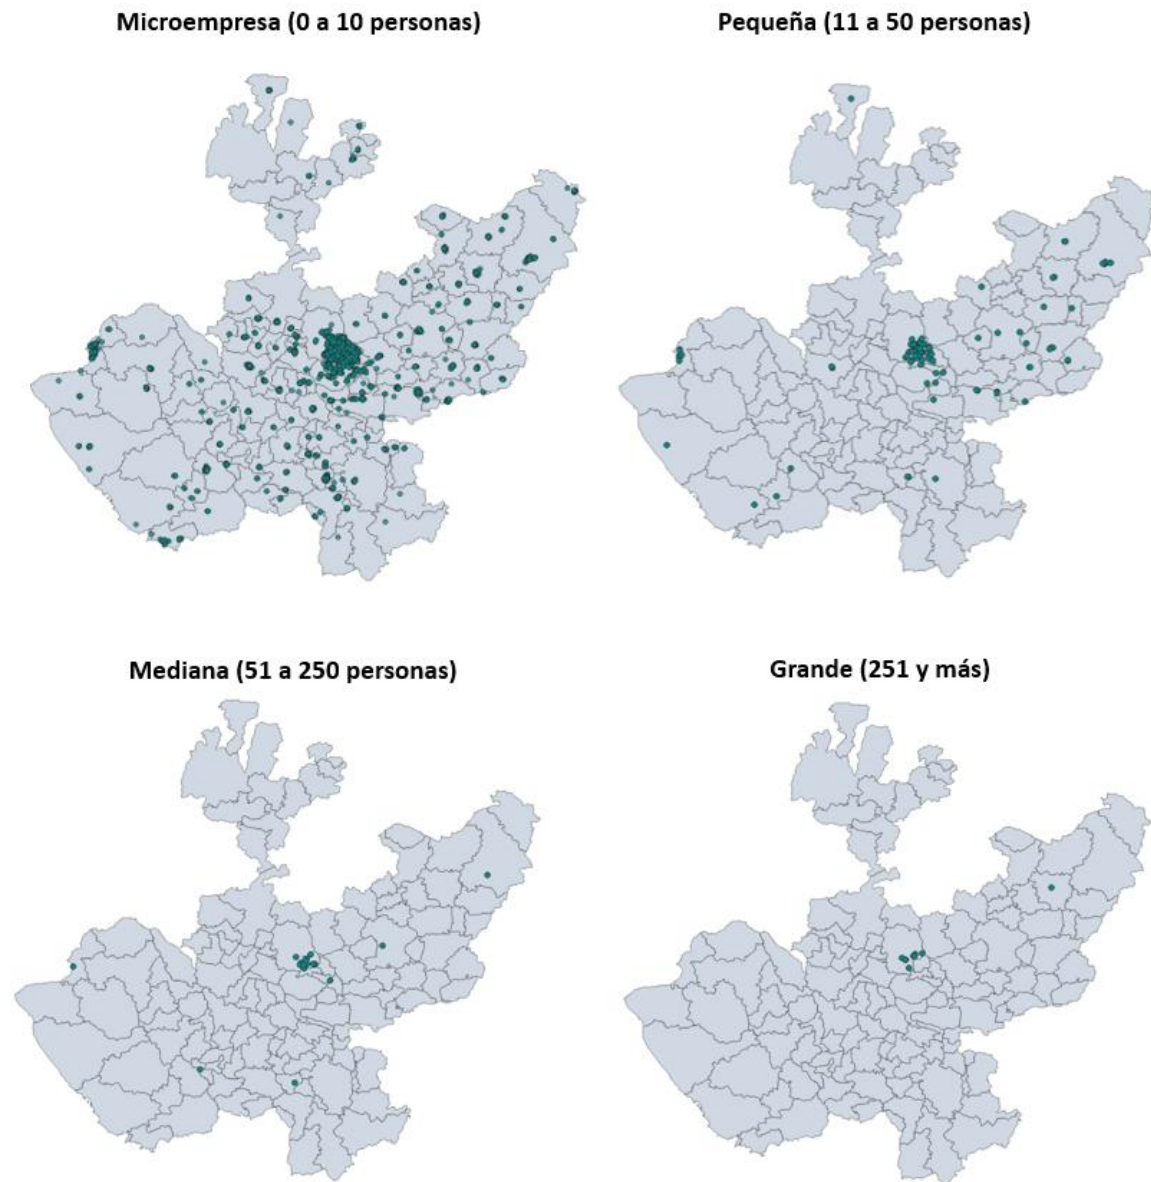 Microempresa (0 a 10 personas)
Pequeña (11 a 50 personas)
Mediana (51 a 250 personas)
Grande (251 y más)